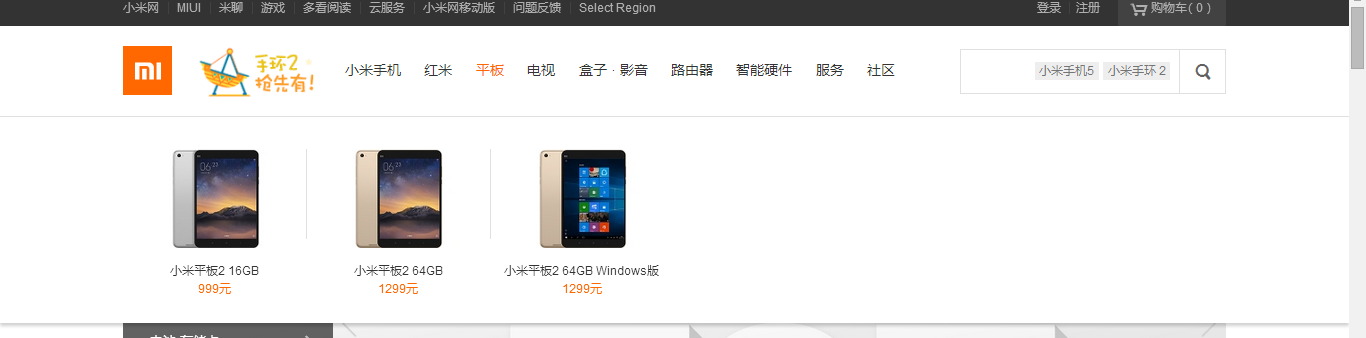 小米网 MIUI 米聊 游戏 多看阅读 云服务 小米网移动版 问题反馈 Select Region 登录 注册 购物车 ( 0 )
mi 手环2 抢先有! 小米手机 红米 平板 电视 盒子 · 影音 路由器 智能硬件 服务 社区 小米手机5 小米手环 2
小米平板2 16GB 小米平板2 64GB 小米平板2 64GB Windows版
999元 1299元 1299元